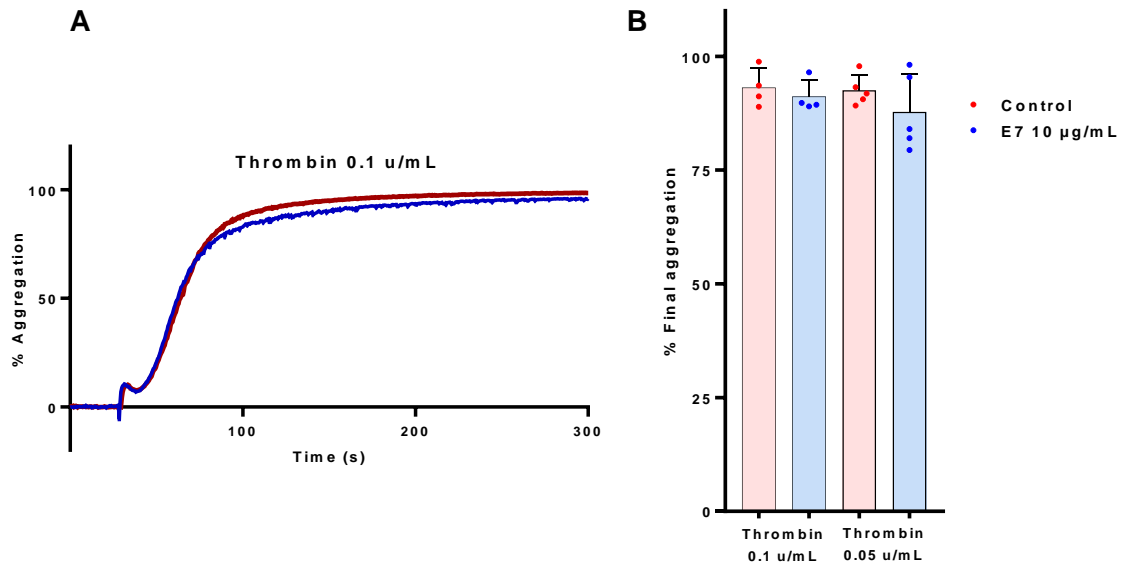 A
Thrombin 0.1 u/mL
% Aggregation
100
50
0
100
200
300
Time (s)
B
% Final aggregation
100
75
50
25
0
Thrombin
0.1 u/mL
Thrombin
0.05 u/mL
Control
E7 10 µg/mL